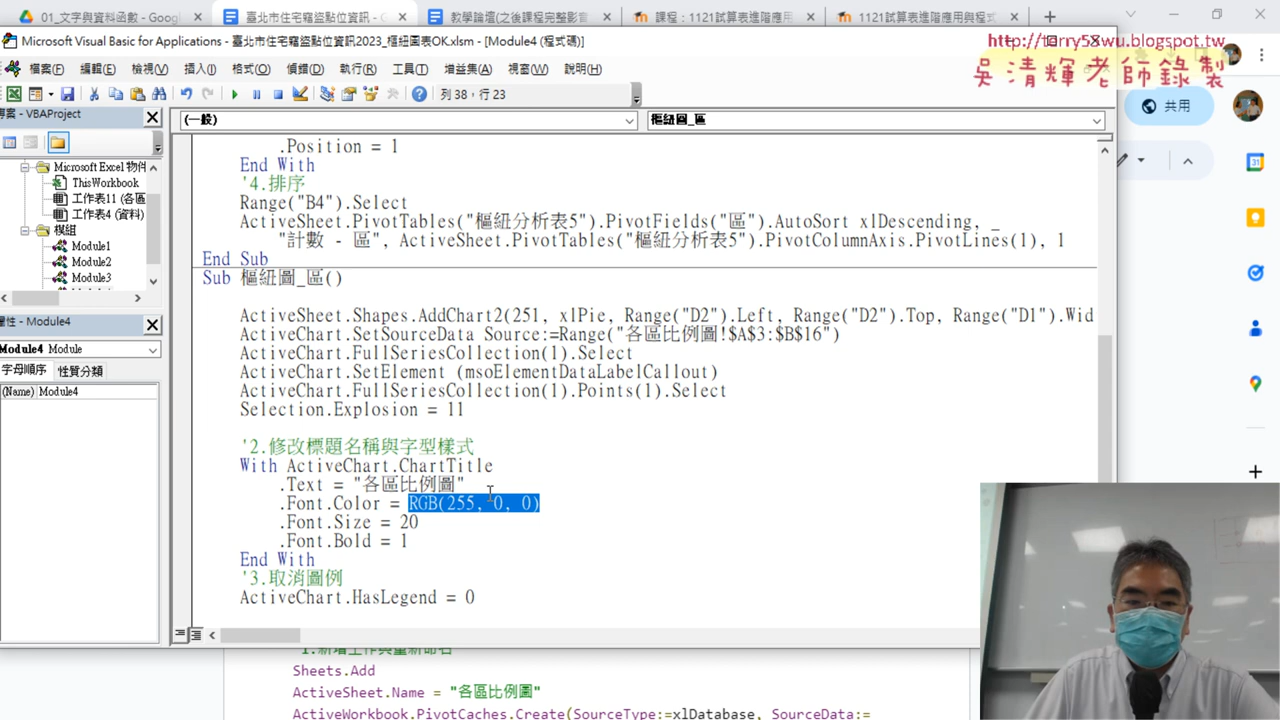 01_文字與資料函數 - Googl
臺北市住宅竊盜點位資訊 - G
教學論壇(之後課程完整影音
課程：1121試算表進階應用
1121試算表進階應用與程式
Microsoft Visual Basic for Applications - 臺北市住宅竊盜點位資訊2023_樞紐圖表OK.xlsm - [Module4 (程式碼)]
http://terry58wu.blogspot.tw
吳清輝老師錄製
檔案(F) 編輯(E) 檢視(V) 插入(I) 格式(O) 偵錯(D) 執行(R) 工具(T) 增益集(A) 視窗(W) 說明(H)
列 38，行 23
共用
專案 - VBAProject
(一般)
樞紐圖_區
Microsoft Excel 物件
ThisWorkbook
工作表11 (各區
工作表4 (資料)
模組
Module1
Module2
Module3
屬性 - Module4
Module4 Module
字母順序 性質分類
(Name) Module4
.Position = 1
End With
'4.排序
Range("B4").Select
ActiveSheet.PivotTables("樞紐分析表5").PivotFields("區").AutoSort xlDescending, _
"計數 - 區", ActiveSheet.PivotTables("樞紐分析表5").PivotColumnAxis.PivotLines(1), 1
End Sub
Sub 樞紐圖_區()
ActiveSheet.Shapes.AddChart2(251, xlPie, Range("D2").Left, Range("D2").Top, Range("D1").Wid
ActiveChart.SetSourceData Source:=Range("各區比例圖!$A$3:$B$16")
ActiveChart.FullSeriesCollection(1).Select
ActiveChart.SetElement (msoElementDataLabelCallout)
ActiveChart.FullSeriesCollection(1).Points(1).Select
Selection.Explosion = 11
'2.修改標題名稱與字型樣式
With ActiveChart.ChartTitle
.Text = "各區比例圖"
.Font.Color = RGB(255, 0, 0)
.Font.Size = 20
.Font.Bold = 1
End With
'3.取消圖例
ActiveChart.HasLegend = 0
'1.新增工作表與重新命名
Sheets.Add
ActiveSheet.Name = "各區比例圖"
ActiveWorkbook.PivotCaches.Create(SourceType:=xlDatabase, SourceData:=